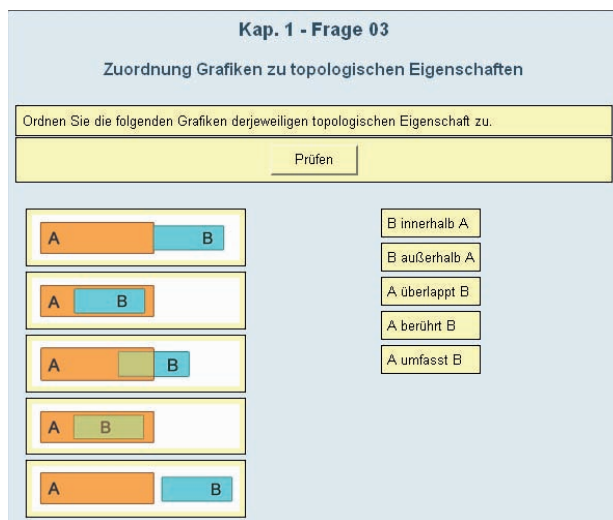 Kap. 1 - Frage 03
Zuordnung Grafiken zu topologischen Eigenschaften
Ordnen Sie die folgenden Grafiken derjeweiligen topologischen Eigenschaft zu.
Prüfen
A B
A B
A B
A B
A B
B innerhalb A
B außerhalb A
A überlappt B
A berührt B
A umfasst B